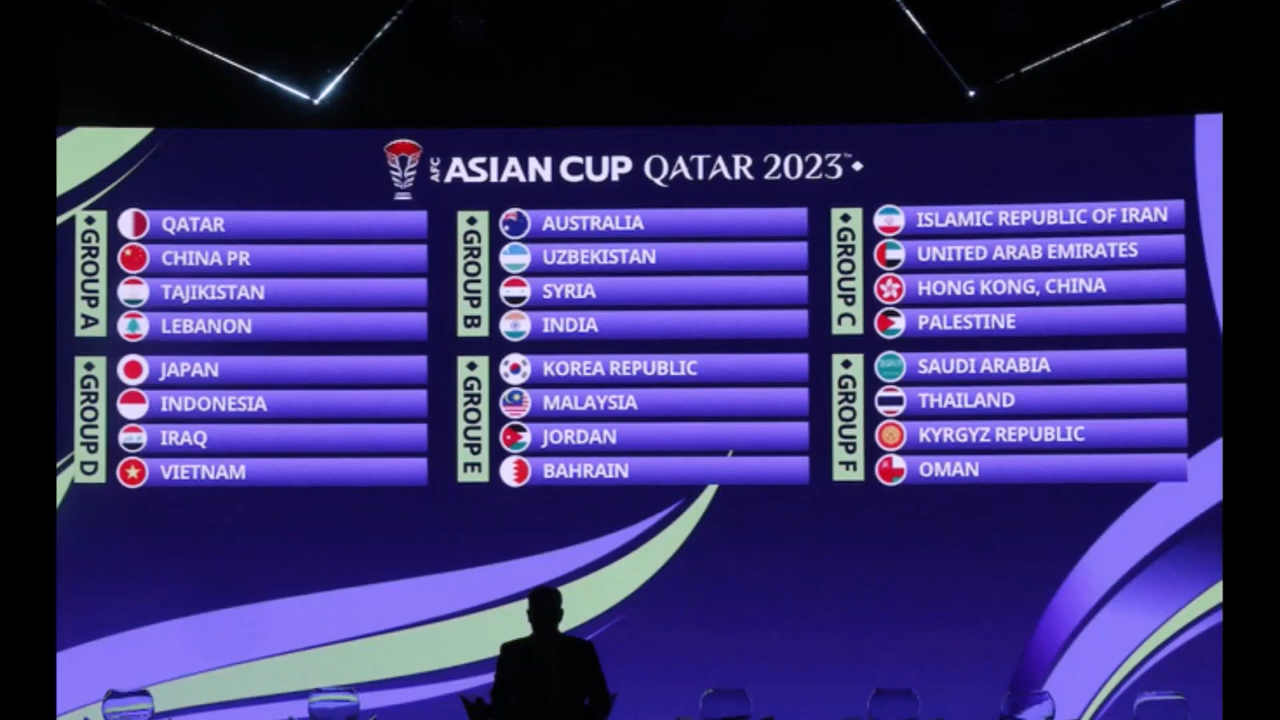 AFC ASIAN CUP QATAR 2023™
GROUP A
QATAR
CHINA PR
TAJIKISTAN
LEBANON
GROUP B
AUSTRALIA
UZBEKISTAN
SYRIA
INDIA
GROUP C
ISLAMIC REPUBLIC OF IRAN
UNITED ARAB EMIRATES
HONG KONG, CHINA
PALESTINE
GROUP D
JAPAN
INDONESIA
IRAQ
VIETNAM
GROUP E
KOREA REPUBLIC
MALAYSIA
JORDAN
BAHRAIN
GROUP F
SAUDI ARABIA
THAILAND
KYRGYZ REPUBLIC
OMAN